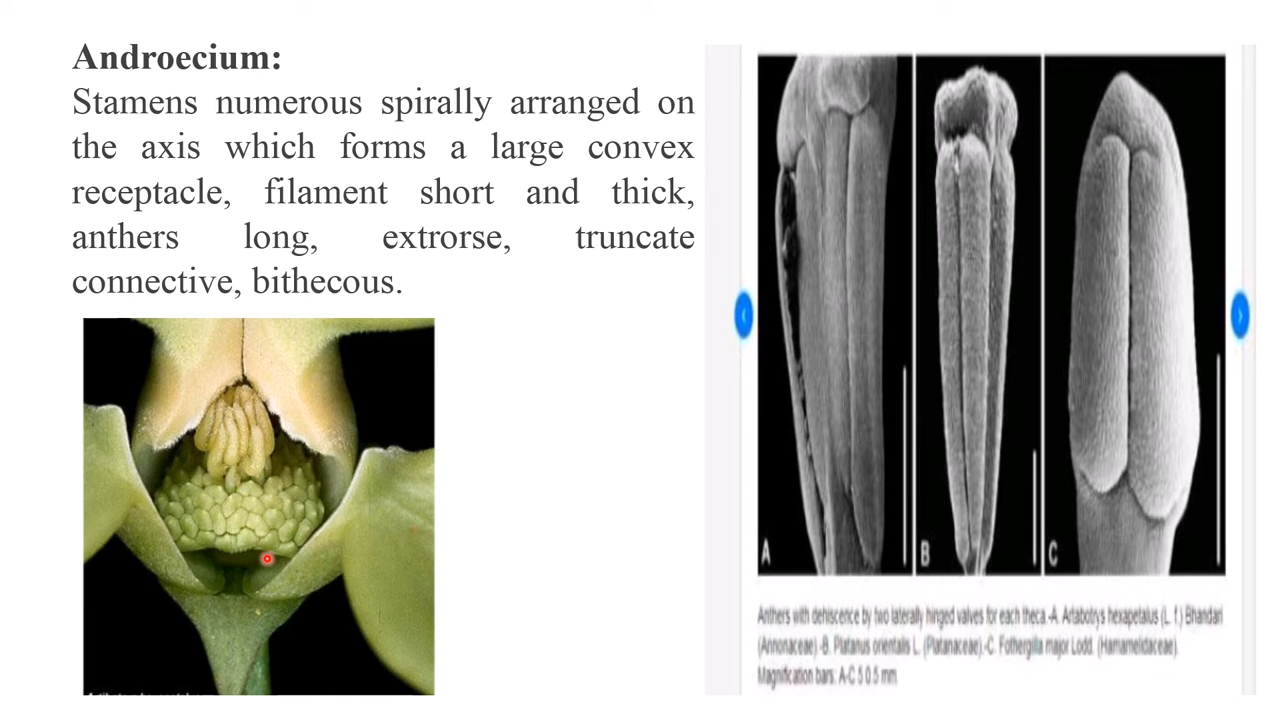 Androecium:
Stamens numerous spirally arranged on
the axis which forms a large convex
receptacle, filament short and thick,
anthers long, extrorse, truncate
connective, bithecous.
A
B
C
Anthers with dehiscence by two laterally hinged valves for each theca.-A. Artabotrys hexapetalus (L. f.) Bhandari
(Annonaceae).-B. Platanus orientalis L. (Platanaceae).-C. Fothergilla major Lodd. (Hamamelidaceae).
Magnification bars: A-C 5 0.5 mm